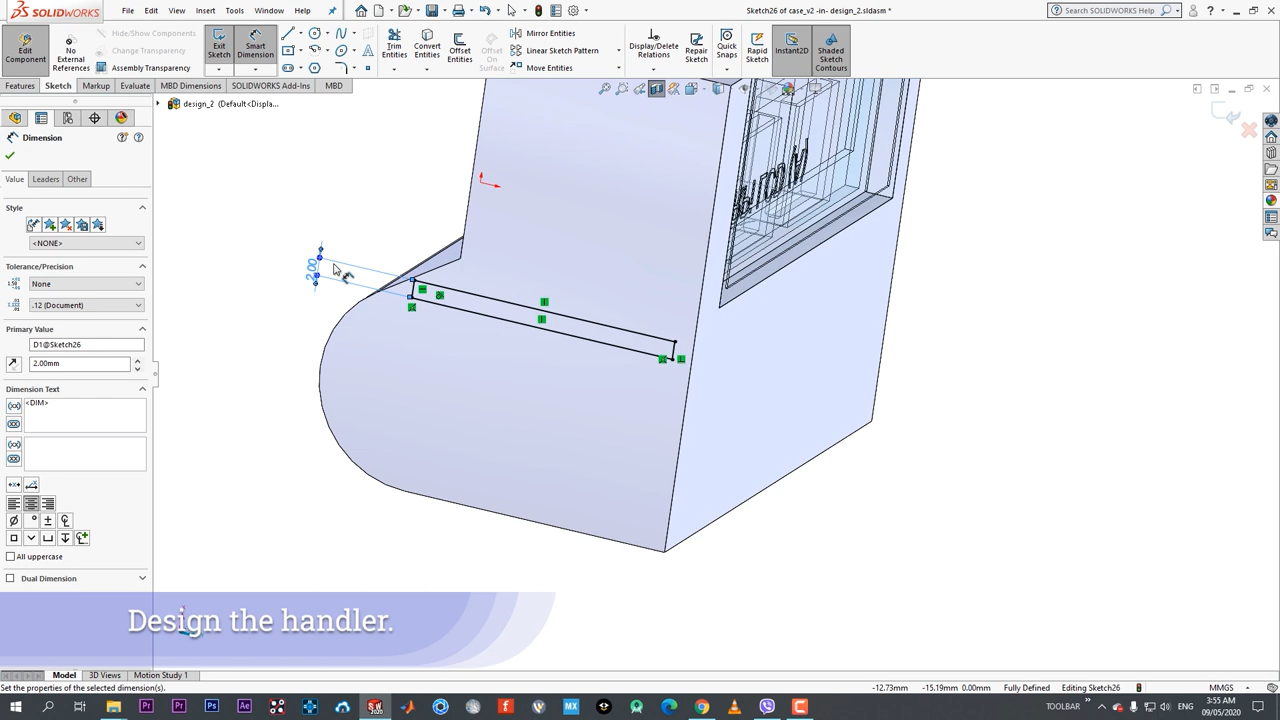 SOLIDWORKS
File Edit View Insert Tools Window Help
Sketch26 of case_v2 -in- design_2.sldasm *
Search SOLIDWORKS Help
Edit Component
No External References
Hide/Show Components
Change Transparency
Assembly Transparency
Exit Sketch
Smart Dimension
Trim Entities
Convert Entities
Offset Entities
Offset On Surface
Mirror Entities
Linear Sketch Pattern
Move Entities
Display/Delete Relations
Repair Sketch
Quick Snaps
Rapid Sketch
Instant2D
Shaded Sketch Contours
Features Sketch Markup Evaluate MBD Dimensions SOLIDWORKS Add-Ins MBD
design_2 (Default<Displa...
Dimension
Value Leaders Other
Style
<NONE>
Tolerance/Precision
None
.12 (Document)
Primary Value
D1@Sketch26
2.00mm
Dimension Text
<DIM>
All uppercase
Dual Dimension
2.00
Design the handler.
Model 3D Views Motion Study 1
Set the properties of the selected dimension(s).
-12.73mm -15.19mm 0.00mm Fully Defined Editing Sketch26 MMGS
TOOLBAR
ENG
3:55 AM
09/05/2020